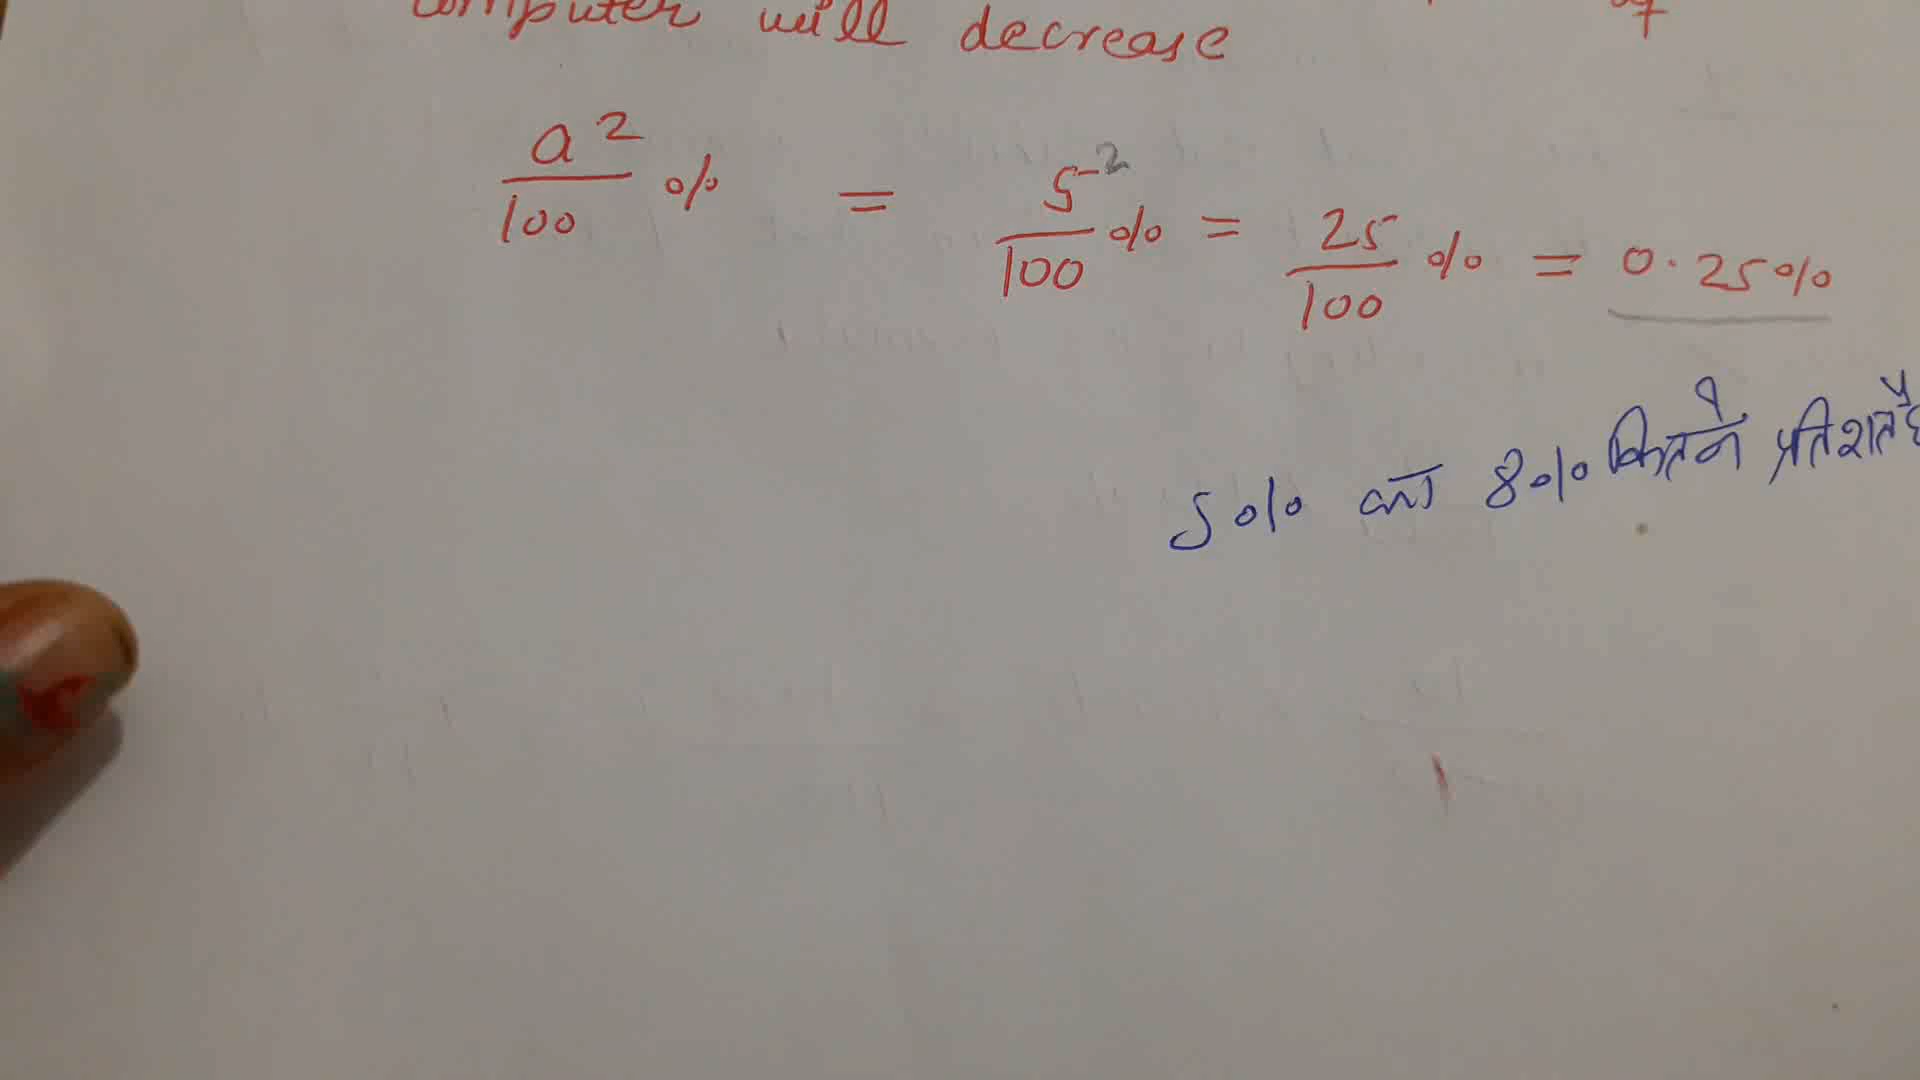 computer will decrease
a²/100 % = 5²/100 % = 25/100 % = 0.25%
5% का 8% कितने प्रतिशत है